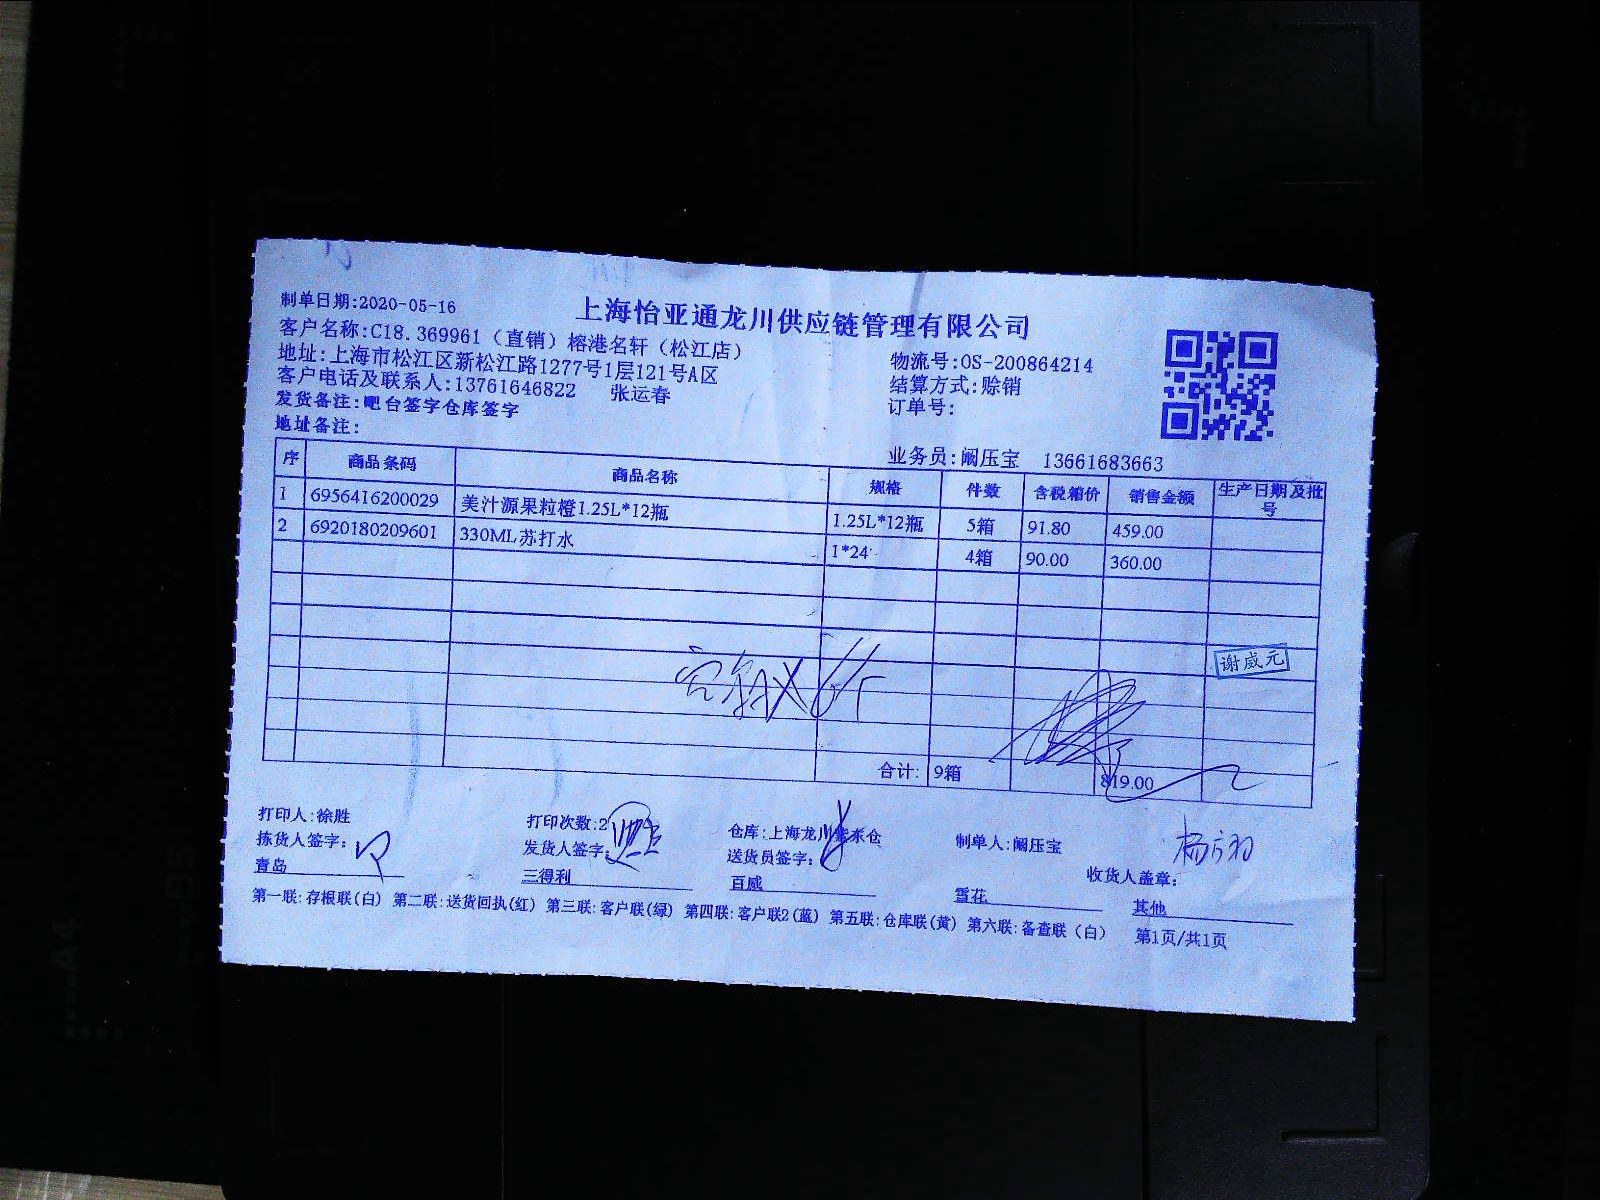 上海怡亚通龙川供应链管理有限公司
制单日期:2020-05-16
客户名称:C18.369961（直销）榕港名轩（松江店）
地址:上海市松江区新松江路1277号1层121号A区
物流号:OS-200864214
客户电话及联系人:13761646822 张运春
结算方式:赊销
发货备注:吧台签字仓库签字
订单号:
地址备注:
业务员:阚压宝 13661683663
序 商品条码 商品名称 规格 件数 含税箱价 销售金额 生产日期及批号
1 6956416200029 美汁源果粒橙1.25L*12瓶 1.25L*12瓶 5箱 91.80 459.00
2 6920180209601 330ML苏打水 1*24 4箱 90.00 360.00
谢威元
合计: 9箱 819.00
打印人:徐胜 打印次数:2 仓库:上海龙川 东仓 制单人:阚压宝
拣货人签字: 发货人签字: 送货员签字: 收货人盖章:
青岛 三得利 百威 雪花 其他
第一联:存根联(白) 第二联:送货回执(红) 第三联:客户联(绿) 第四联:客户联2(蓝) 第五联:仓库联(黄) 第六联:备查联（白） 第1页/共1页